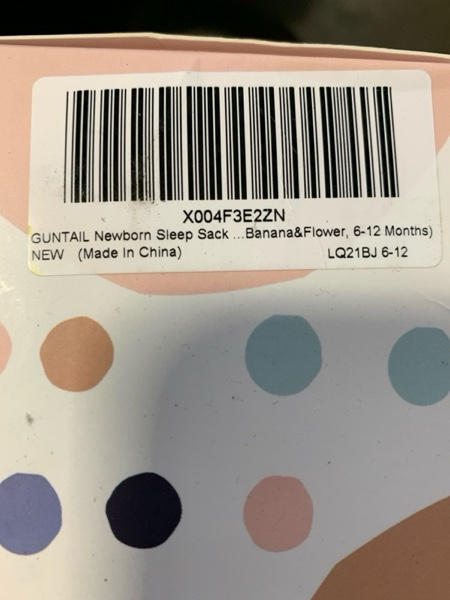 X004F3E2ZN
GUNTAIL Newborn Sleep Sack ...Banana&Flower, 6-12 Months)
NEW (Made In China) LQ21BJ 6-12